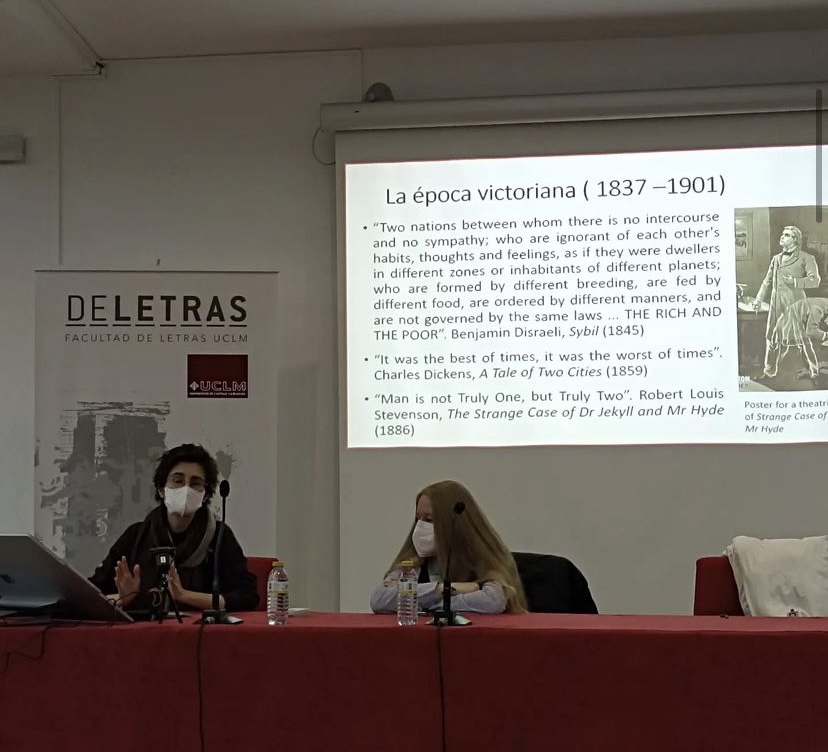 La época victoriana ( 1837 –1901)
• “Two nations between whom there is no intercourse
and no sympathy; who are ignorant of each other's
habits, thoughts and feelings, as if they were dwellers
in different zones or inhabitants of different planets;
who are formed by different breeding, are fed by
different food, are ordered by different manners, and
are not governed by the same laws ... THE RICH AND
THE POOR”. Benjamin Disraeli, Sybil (1845)
• “It was the best of times, it was the worst of times”.
Charles Dickens, A Tale of Two Cities (1859)
• “Man is not Truly One, but Truly Two”. Robert Louis
Stevenson, The Strange Case of Dr Jekyll and Mr Hyde
(1886)
Poster for a theatri
of Strange Case of
Mr Hyde
DELETRAS
FACULTAD DE LETRAS UCLM
UCLM